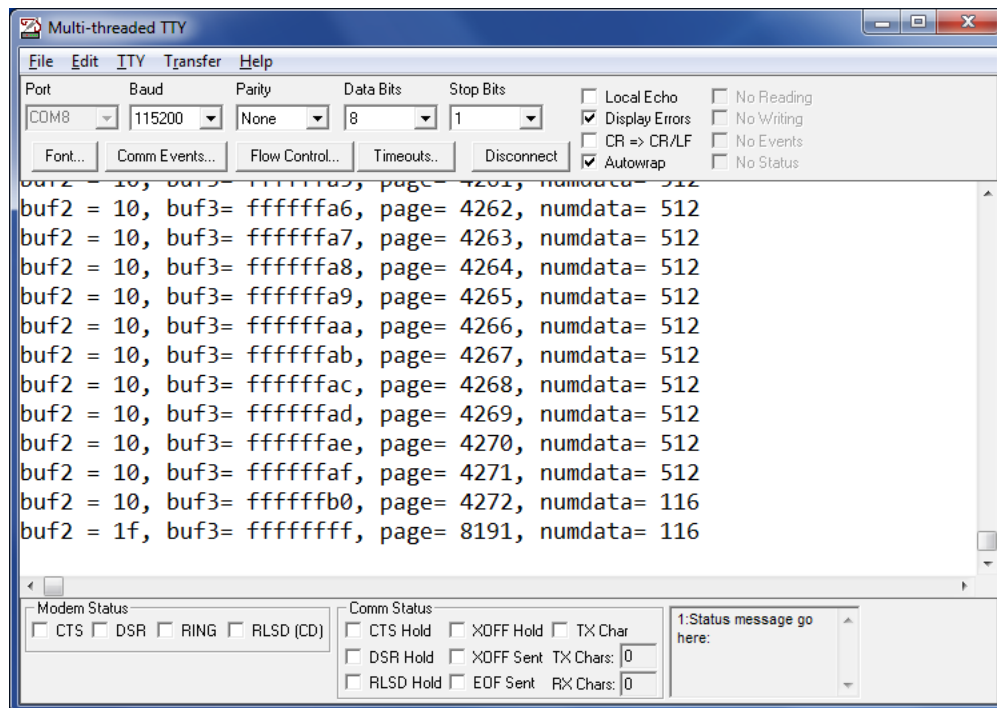 Multi-threaded TTY
File Edit TTY Transfer Help
Port Baud Parity Data Bits Stop Bits
COM8 115200 None 8 1
Local Echo No Reading
Display Errors No Writing
CR => CR/LF No Events
Autowrap No Status
Font... Comm Events... Flow Control... Timeouts.. Disconnect
buf2 = 10, buf3= ffffffa5, page= 4261, numdata= 512
buf2 = 10, buf3= ffffffa6, page= 4262, numdata= 512
buf2 = 10, buf3= ffffffa7, page= 4263, numdata= 512
buf2 = 10, buf3= ffffffa8, page= 4264, numdata= 512
buf2 = 10, buf3= ffffffa9, page= 4265, numdata= 512
buf2 = 10, buf3= ffffffaa, page= 4266, numdata= 512
buf2 = 10, buf3= ffffffab, page= 4267, numdata= 512
buf2 = 10, buf3= ffffffac, page= 4268, numdata= 512
buf2 = 10, buf3= ffffffad, page= 4269, numdata= 512
buf2 = 10, buf3= ffffffae, page= 4270, numdata= 512
buf2 = 10, buf3= ffffffaf, page= 4271, numdata= 512
buf2 = 10, buf3= ffffffb0, page= 4272, numdata= 116
buf2 = 1f, buf3= ffffffff, page= 8191, numdata= 116
Modem Status
CTS DSR RING RLSD (CD)
Comm Status
CTS Hold XOFF Hold TX Char
DSR Hold XOFF Sent TX Chars: 0
RLSD Hold EOF Sent RX Chars: 0
1:Status message go
here: